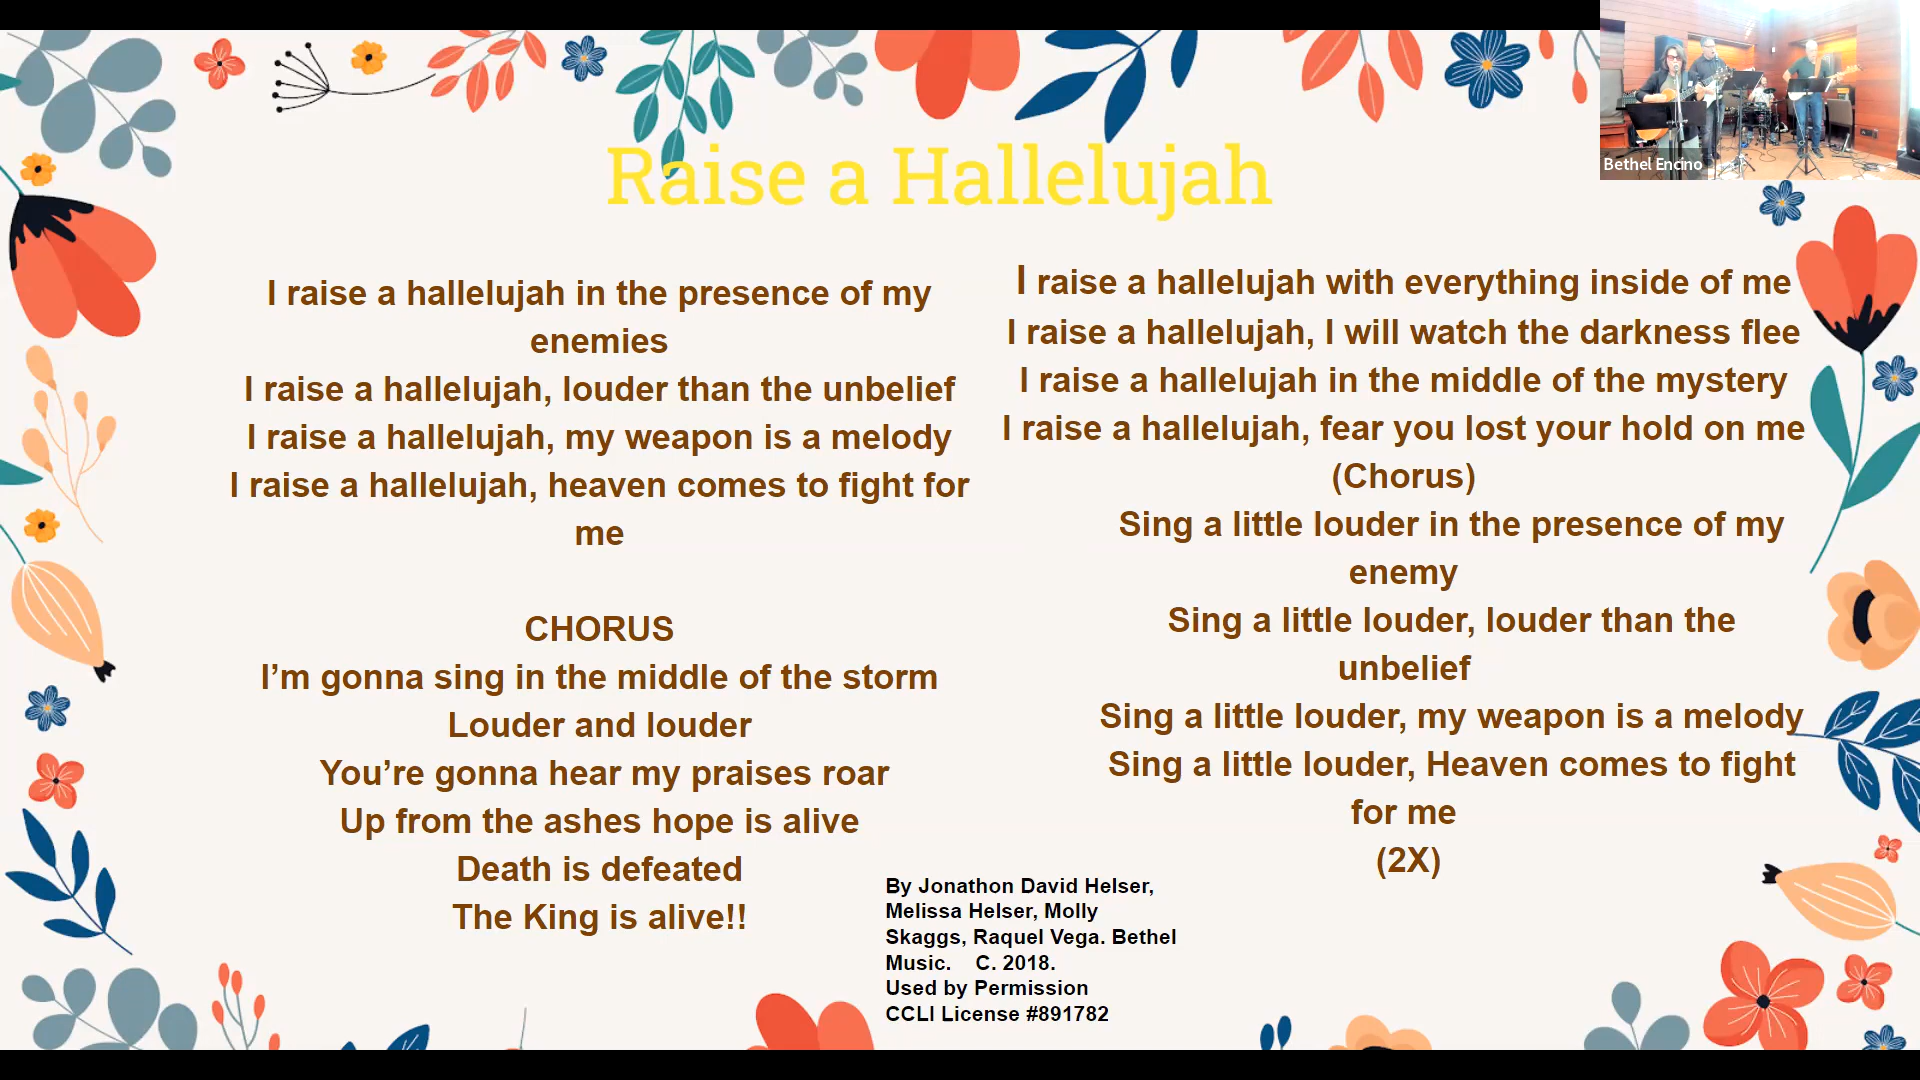 Bethel Encino
Raise a Hallelujah
I raise a hallelujah in the presence of my
enemies
I raise a hallelujah, louder than the unbelief
I raise a hallelujah, my weapon is a melody
I raise a hallelujah, heaven comes to fight for
me
CHORUS
I’m gonna sing in the middle of the storm
Louder and louder
You’re gonna hear my praises roar
Up from the ashes hope is alive
Death is defeated
The King is alive!!
I raise a hallelujah with everything inside of me
I raise a hallelujah, I will watch the darkness flee
I raise a hallelujah in the middle of the mystery
I raise a hallelujah, fear you lost your hold on me
(Chorus)
Sing a little louder in the presence of my
enemy
Sing a little louder, louder than the
unbelief
Sing a little louder, my weapon is a melody
Sing a little louder, Heaven comes to fight
for me
(2X)
By Jonathon David Helser,
Melissa Helser, Molly
Skaggs, Raquel Vega. Bethel
Music. C. 2018.
Used by Permission
CCLI License #891782